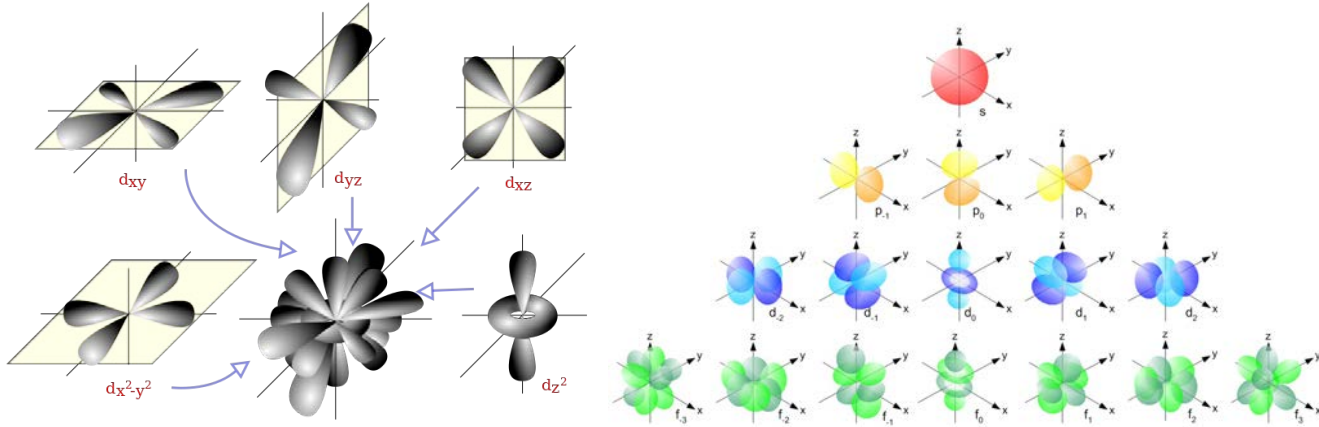 dxy
dyz
dxz
dx²-y²
dz²
z
y
x
s
z
y
x
p-1
z
y
x
p0
z
y
x
p1
z
y
x
d-2
z
y
x
d-1
z
y
x
d0
z
y
x
d1
z
y
x
d2
z
y
x
f-3
z
y
x
f-2
z
y
x
f-1
z
y
x
f0
z
y
x
f1
z
y
x
f2
z
y
x
f3